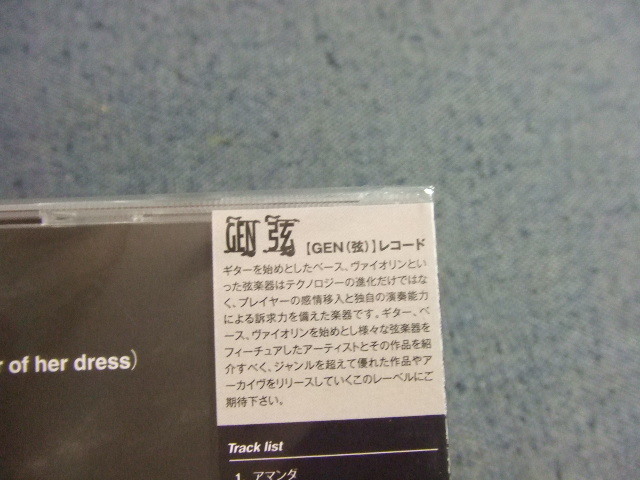 GEN 弦 【GEN(弦)】レコード
ギターを始めとしたベース、ヴァイオリンとい
った弦楽器はテクノロジーの進化だけではな
く、プレイヤーの感情移入と独自の演奏能力
による訴求力を備えた楽器です。ギター、ベ
ース、ヴァイオリンを始めとし様々な弦楽器を
フィーチュアしたアーティストとその作品を紹
介すべく、ジャンルを超えて優れた作品やア
ーカイヴをリリースしていくこのレーベルにご
期待下さい。
of her dress)
Track list
1. アマンダ